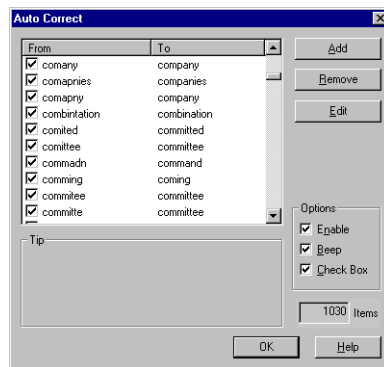 Auto Correct
From To
comany company
comapnies companies
comapny company
combintation combination
comited committed
comittee committee
commadn command
comming coming
commitee committee
committe committee
Add
Remove
Edit
Options
Enable
Beep
Check Box
Tip
1030 Items
OK Help